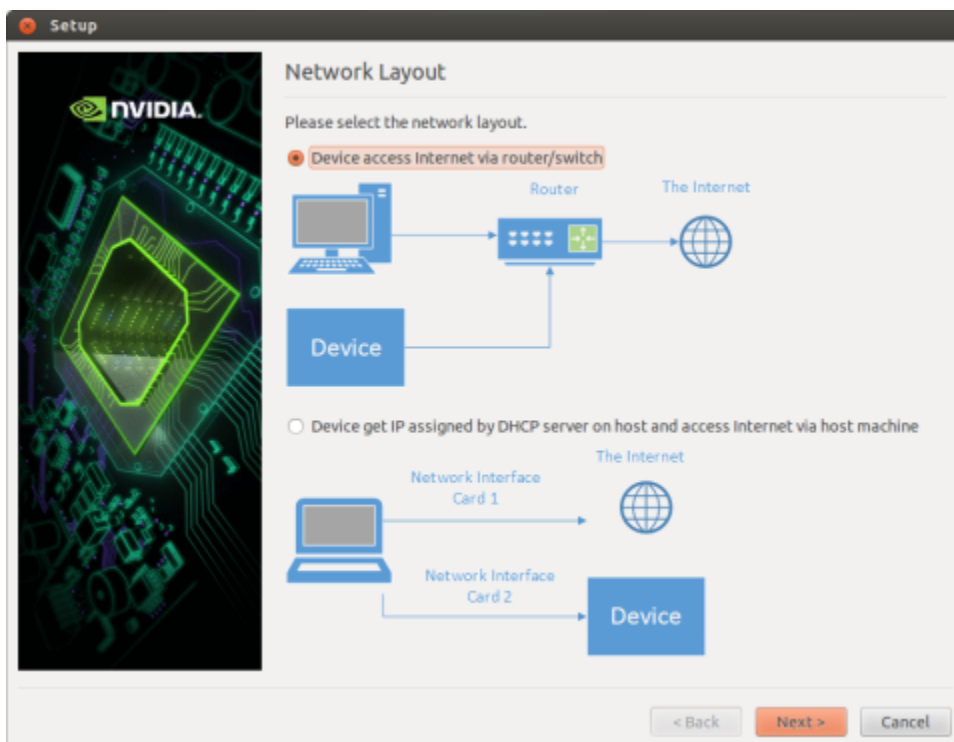 Setup
NVIDIA.
Network Layout
Please select the network layout.
Device access Internet via router/switch
Router
The Internet
Device
Device get IP assigned by DHCP server on host and access Internet via host machine
The Internet
Network Interface
Card 1
Network Interface
Card 2
Device
< Back
Next >
Cancel